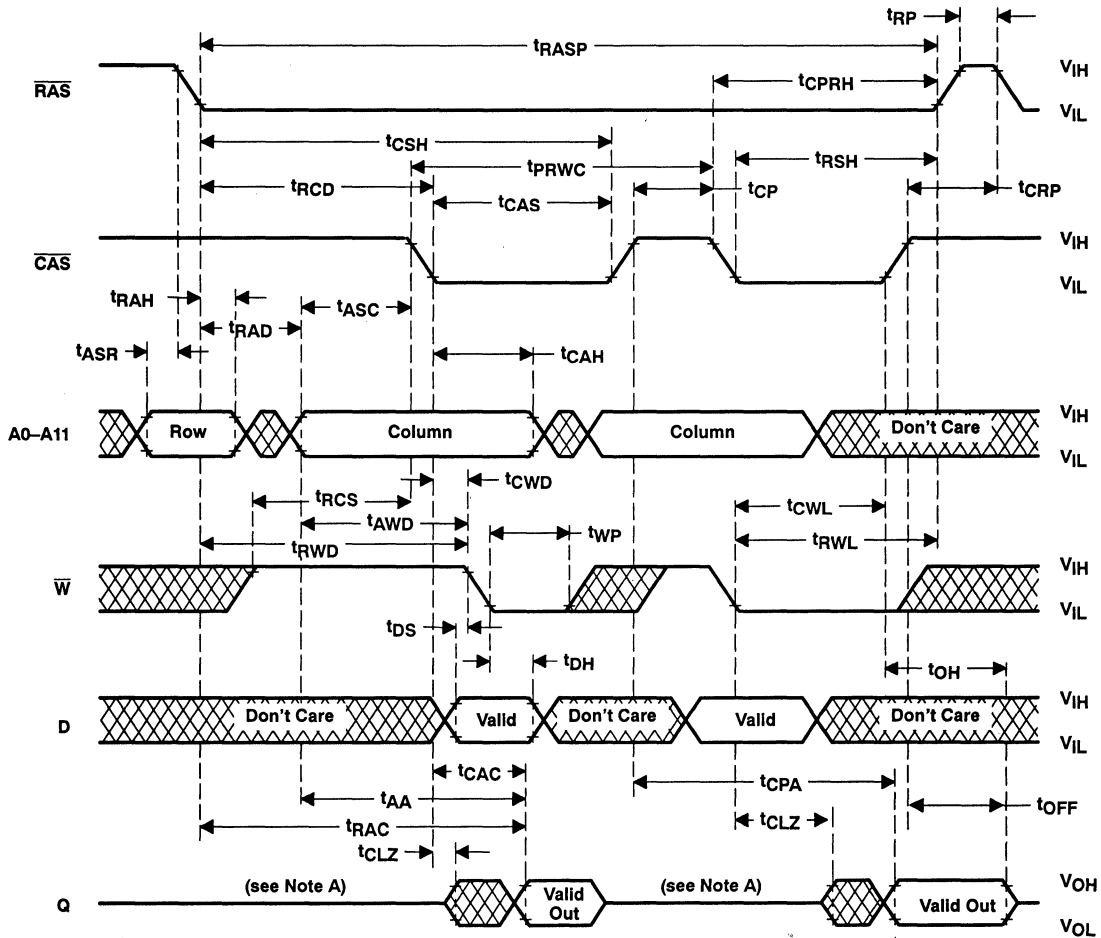 tRP
tRASP
VIH
RAS
tCPRH
VIL
tCSH
tPRWC
tRSH
tRCD
tCP
tCRP
tCAS
VIH
CAS
VIL
tRAH
tASC
tRAD
tASR
tCAH
VIH
A0–A11
Row
Column
Column
Don't Care
VIL
tCWD
tRCS
tCWL
tAWD
tWP
tRWD
tRWL
VIH
W
VIL
tDS
tDH
tOH
VIH
D
Don't Care
Valid
Don't Care
Valid
Don't Care
VIL
tCAC
tCPA
tAA
tOFF
tRAC
tCLZ
tCLZ
(see Note A)
(see Note A)
VOH
Q
Valid Out
Valid Out
VOL